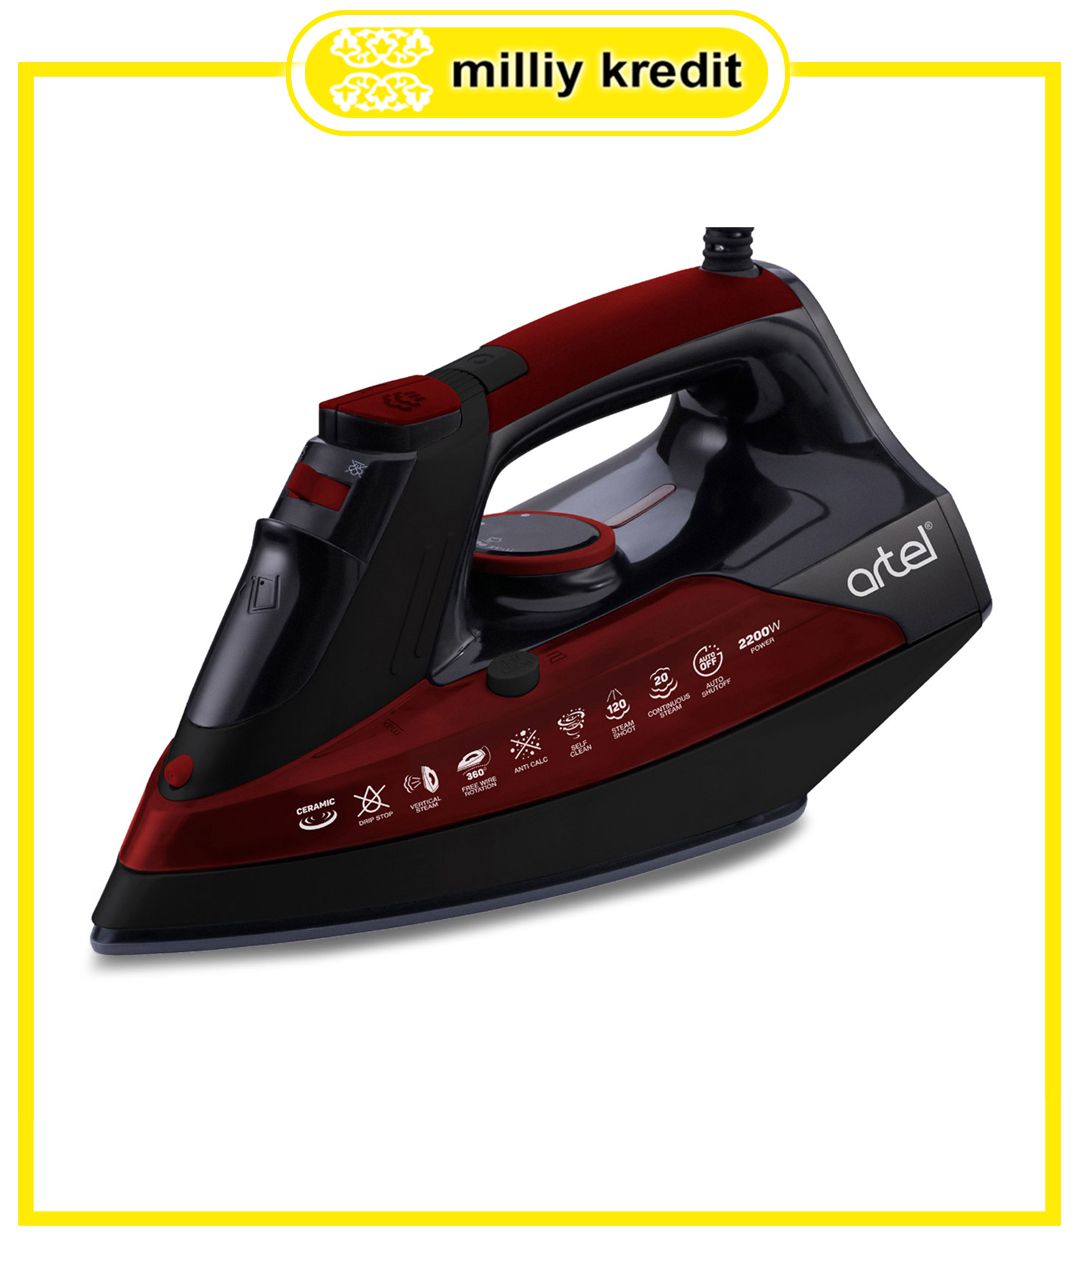 milliy kredit
artel®
2200W
POWER
AUTO
OFF
AUTO
SHUTOFF
20
CONTINUOUS
STEAM
120
STEAM
SHOOT
SELF
CLEAN
ANTI CALC
360°
FREE WIRE
ROTATION
VERTICAL
STEAM
DRIP STOP
CERAMIC